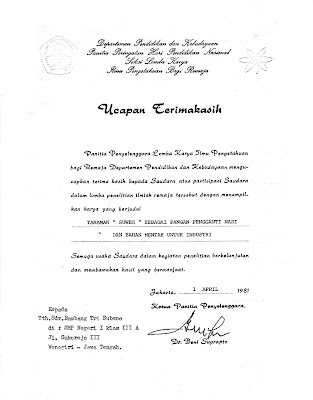 Departemen Pendidikan dan Kebudayaan
Panitia Peringatan Hari Pendidikan Nasional
Seksi Lomba Karya
Ilmu Pengetahuan Bagi Remaja
Ucapan Terimakasih
Panitia Penyelenggara Lomba Karya Ilmu Pengetahuan
bagi Remaja Departemen Pendidikan dan Kebudayaan mengu-
capkan terima kasih kepada Saudara atas partisipasi Saudara
dalam lomba penelitian ilmiah remaja tersebut dengan menampil-
kan karya yang berjudul
TANAMAN " SUWEG " SEBAGAI PANGAN PENGGANTI NASI
" DAN BAHAN MENTAH UNTUK INDUSTRI
Semoga usaha Saudara dalam kegiatan penelitian berkelanjutan
dan membawakan hasil yang bermanfaat.
Jakarta, 1 APRIL 1981
Ketua Panitia Penyelenggara,
Kepada
Yth.Sdr.Bambang Tri Subeno
di : SMP Negeri I klas III A
Jl. Sukorejo III
Wonogiri - Jawa Tengah.
Dr. Beni Suprapto